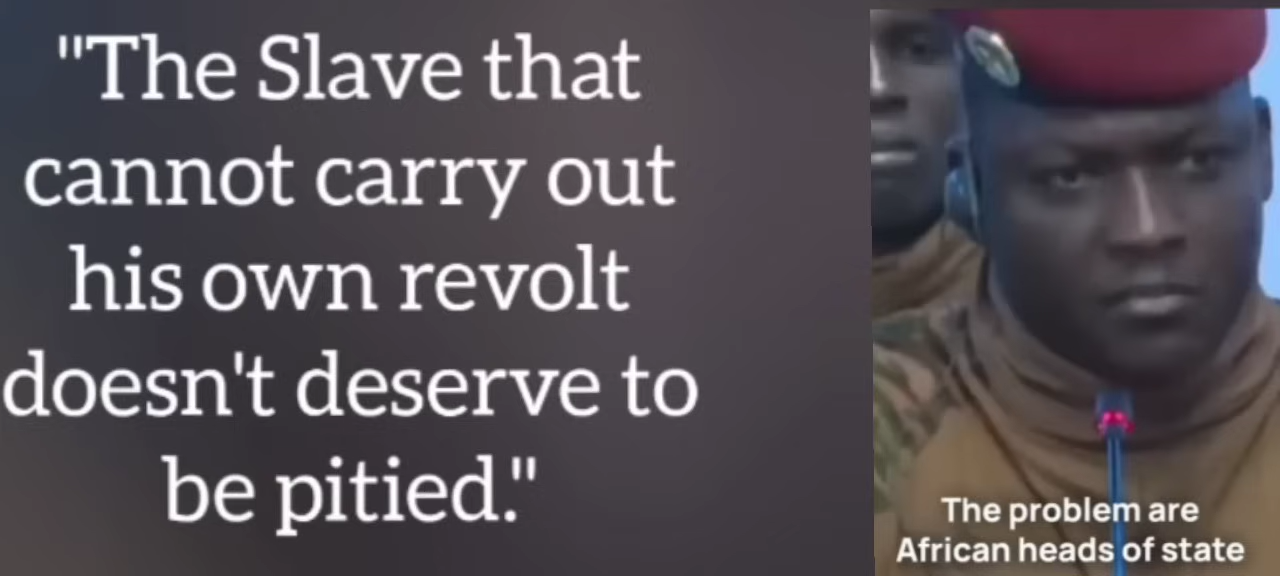 "The Slave that
cannot carry out
his own revolt
doesn't deserve to
be pitied."
The problem are
African heads of state